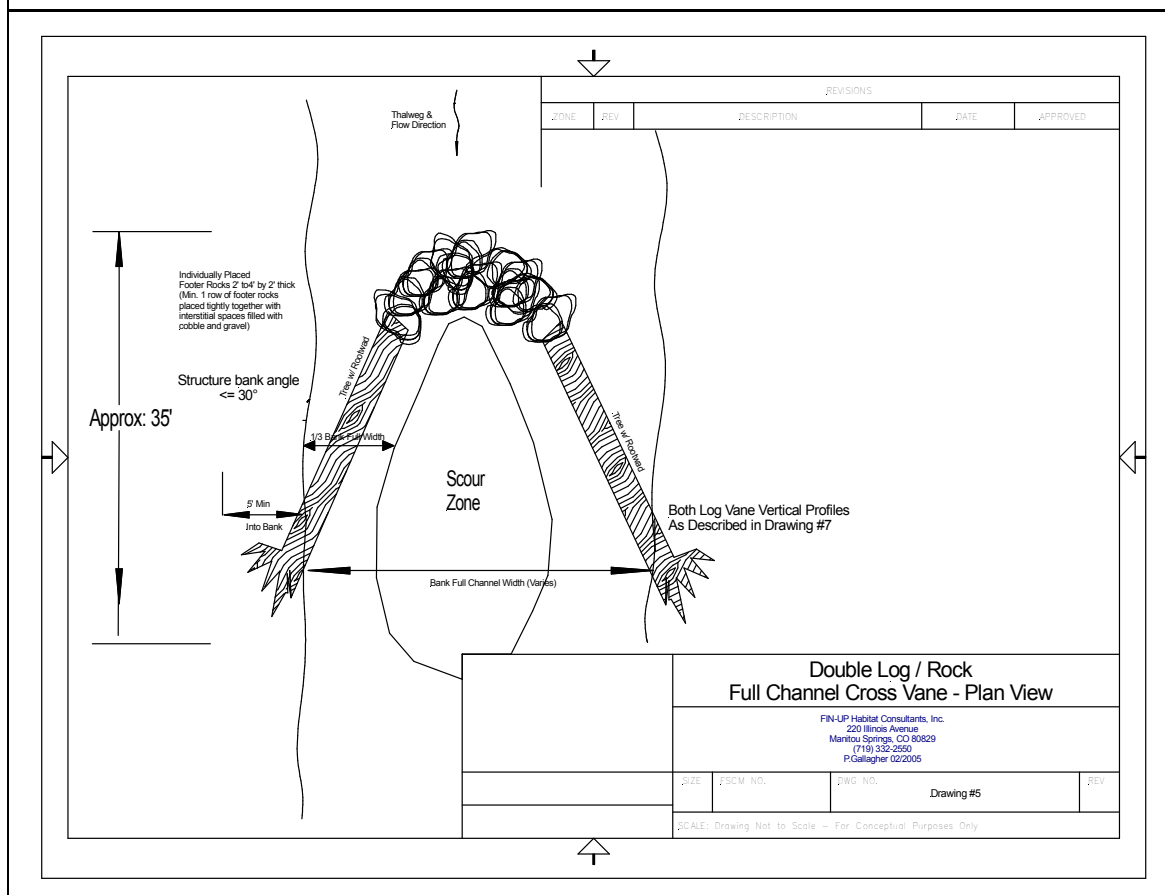 REVISIONS
ZONE REV DESCRIPTION DATE APPROVED
Thalweg &
Flow Direction
Individually Placed
Footer Rocks 2' to4' by 2' thick
(Min. 1 row of footer rocks
placed tightly together with
interstitial spaces filled with
cobble and gravel)
Structure bank angle
<= 30°
Approx: 35'
Tree w/ Rootwad
Tree w/ Rootwad
1/3 Bank Full Width
Scour
Zone
5' Min
Into Bank
Both Log Vane Vertical Profiles
As Described in Drawing #7
Bank Full Channel Width (Varies)
Double Log / Rock
Full Channel Cross Vane - Plan View
FIN-UP Habitat Consultants, Inc.
220 Illinois Avenue
Manitou Springs, CO 80829
(719) 332-2550
P.Gallagher 02/2005
SIZE FSCM NO. DWG NO. REV
Drawing #5
SCALE: Drawing Not to Scale - For Conceptual Purposes Only